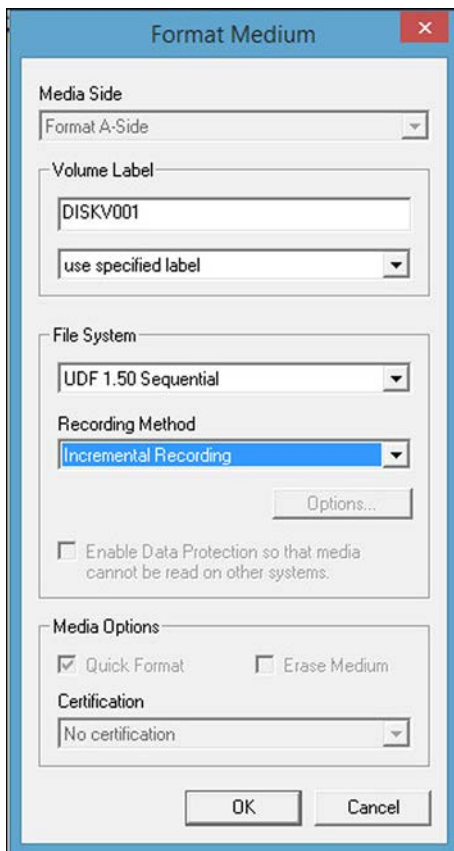 Format Medium
Media Side
Format A-Side
Volume Label
DISKV001
use specified label
File System
UDF 1.50 Sequential
Recording Method
Incremental Recording
Options...
Enable Data Protection so that media
cannot be read on other systems.
Media Options
Quick Format Erase Medium
Certification
No certification
OK Cancel